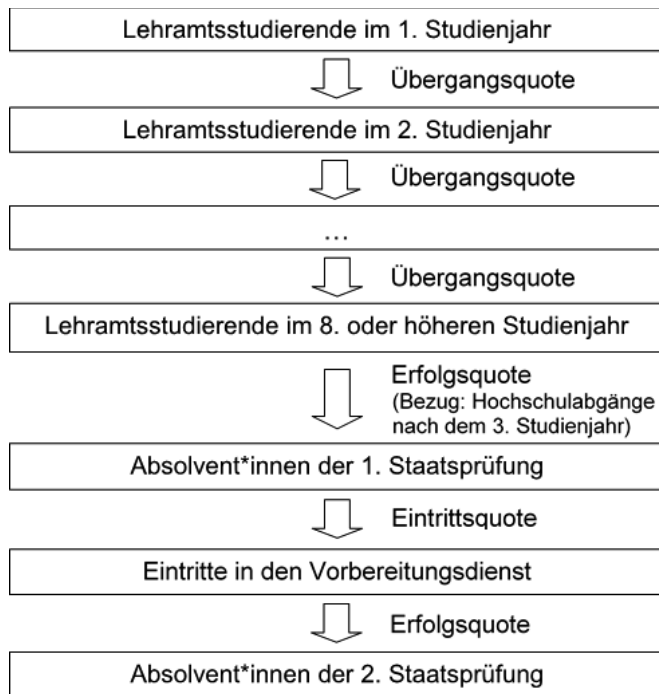 Lehramtsstudierende im 1. Studienjahr
Übergangsquote
Lehramtsstudierende im 2. Studienjahr
Übergangsquote
...
Übergangsquote
Lehramtsstudierende im 8. oder höheren Studienjahr
Erfolgsquote
(Bezug: Hochschulabgänge
nach dem 3. Studienjahr)
Absolvent*innen der 1. Staatsprüfung
Eintrittsquote
Eintritte in den Vorbereitungsdienst
Erfolgsquote
Absolvent*innen der 2. Staatsprüfung